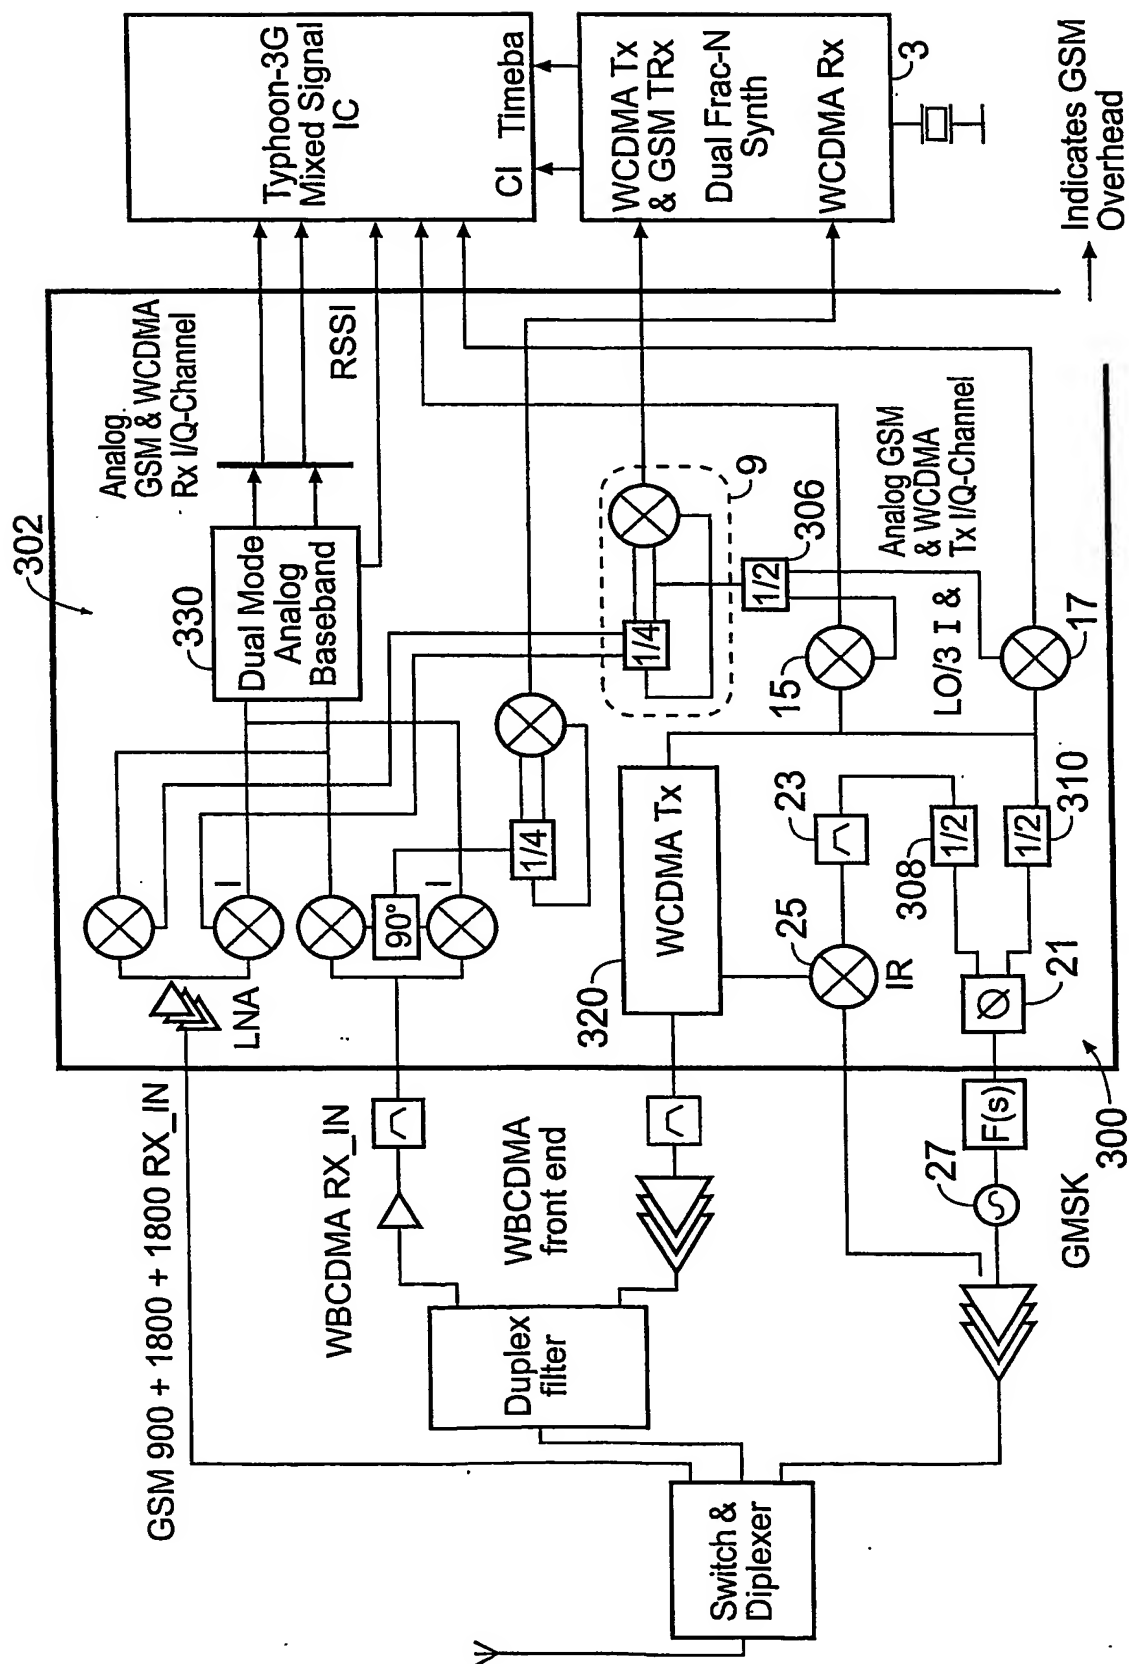 302
330
Analog
GSM & WCDMA
Rx I/Q-Channel
RSSI
Typhoon-3G
Mixed Signal
IC
CI Timeba
WCDMA Tx
& GSM TRx
Dual Frac-N
Synth
WCDMA Rx
3
Indicates GSM
Overhead
Dual Mode
Analog
Baseband
I
I
90°
1/4
1/4
9
1/2
306
Analog GSM
& WCDMA
Tx I/Q-Channel
LO/3 I &
15
17
GSM 900 + 1800 + 1800 RX_IN
LNA
WBCDMA RX_IN
WBCDMA
front end
320
WCDMA Tx
23
25
IR
308
1/2
1/2
310
Ø
21
F(s)
27
GMSK
300
Duplex
filter
Switch &
Diplexer